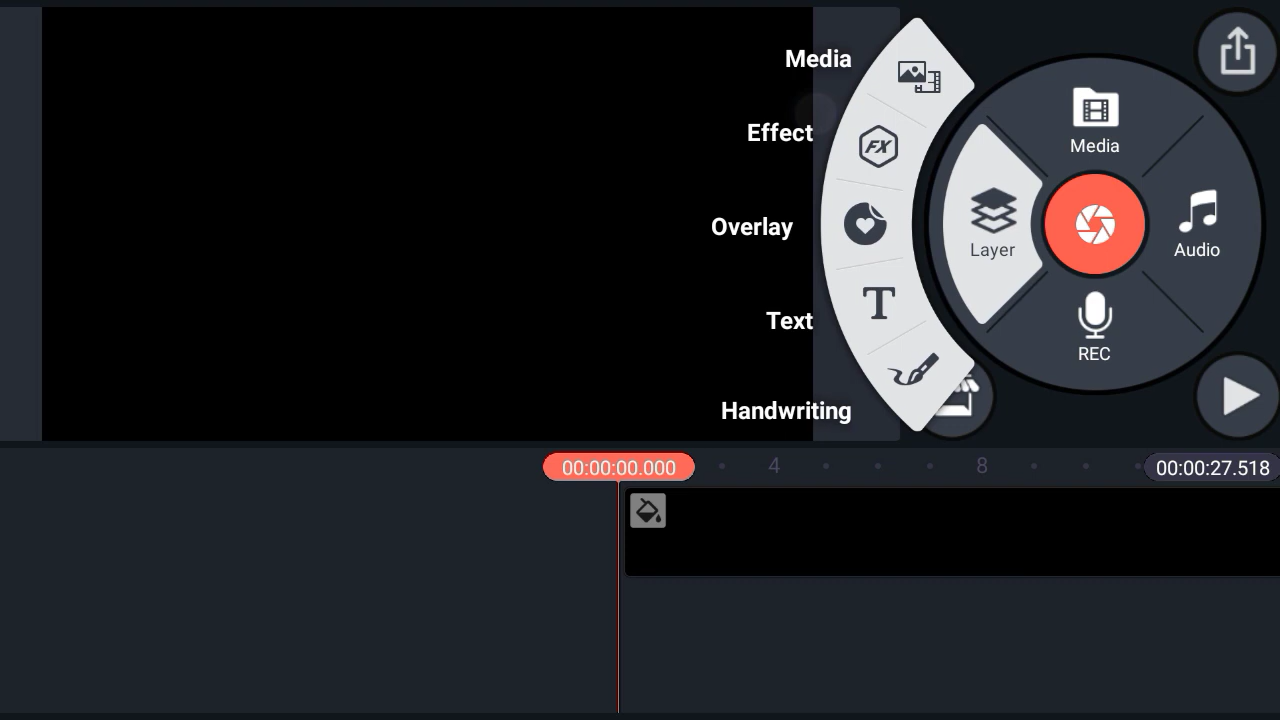 Media
Effect
Overlay
Text
Handwriting
FX
T
Media
Layer
Audio
REC
00:00:00.000
4
8
00:00:27.518